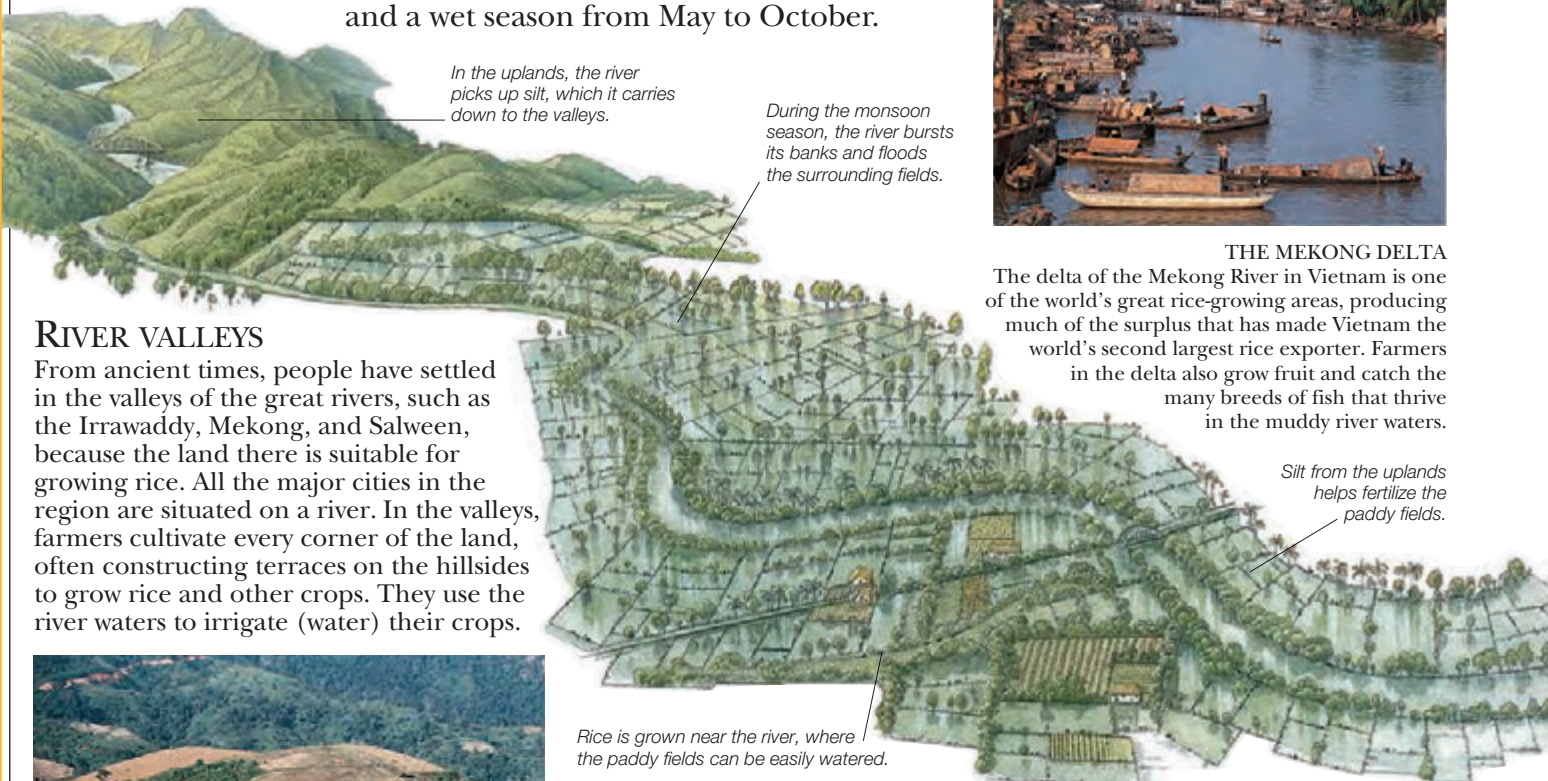 and a wet season from May to October.
In the uplands, the river
picks up silt, which it carries
down to the valleys.
During the monsoon
season, the river bursts
its banks and floods
the surrounding fields.
THE MEKONG DELTA
The delta of the Mekong River in Vietnam is one
of the world's great rice-growing areas, producing
much of the surplus that has made Vietnam the
world's second largest rice exporter. Farmers
in the delta also grow fruit and catch the
many breeds of fish that thrive
in the muddy river waters.
RIVER VALLEYS
From ancient times, people have settled
in the valleys of the great rivers, such as
the Irrawaddy, Mekong, and Salween,
because the land there is suitable for
growing rice. All the major cities in the
region are situated on a river. In the valleys,
farmers cultivate every corner of the land,
often constructing terraces on the hillsides
to grow rice and other crops. They use the
river waters to irrigate (water) their crops.
Silt from the uplands
helps fertilize the
paddy fields.
Rice is grown near the river, where
the paddy fields can be easily watered.